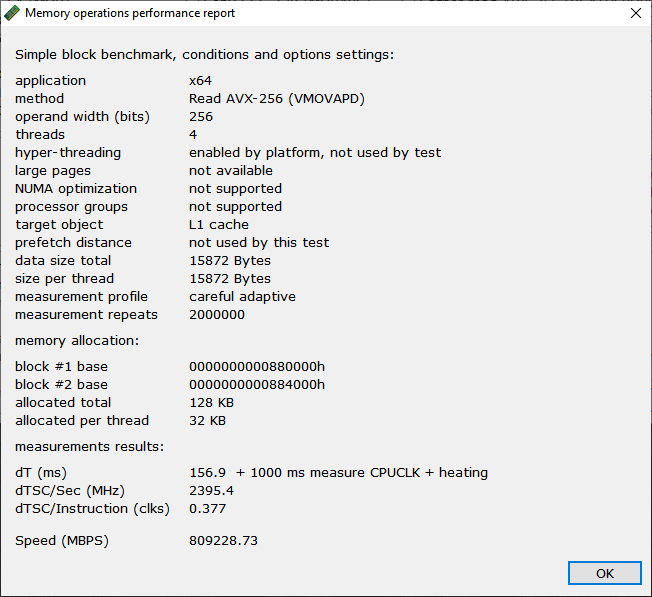 Memory operations performance report
Simple block benchmark, conditions and options settings:
application x64
method Read AVX-256 (VMOVAPD)
operand width (bits) 256
threads 4
hyper-threading enabled by platform, not used by test
large pages not available
NUMA optimization not supported
processor groups not supported
target object L1 cache
prefetch distance not used by this test
data size total 15872 Bytes
size per thread 15872 Bytes
measurement profile careful adaptive
measurement repeats 2000000
memory allocation:
block #1 base 0000000000880000h
block #2 base 0000000000884000h
allocated total 128 KB
allocated per thread 32 KB
measurements results:
dT (ms) 156.9 + 1000 ms measure CPUCLK + heating
dTSC/Sec (MHz) 2395.4
dTSC/Instruction (clks) 0.377
Speed (MBPS) 809228.73
OK